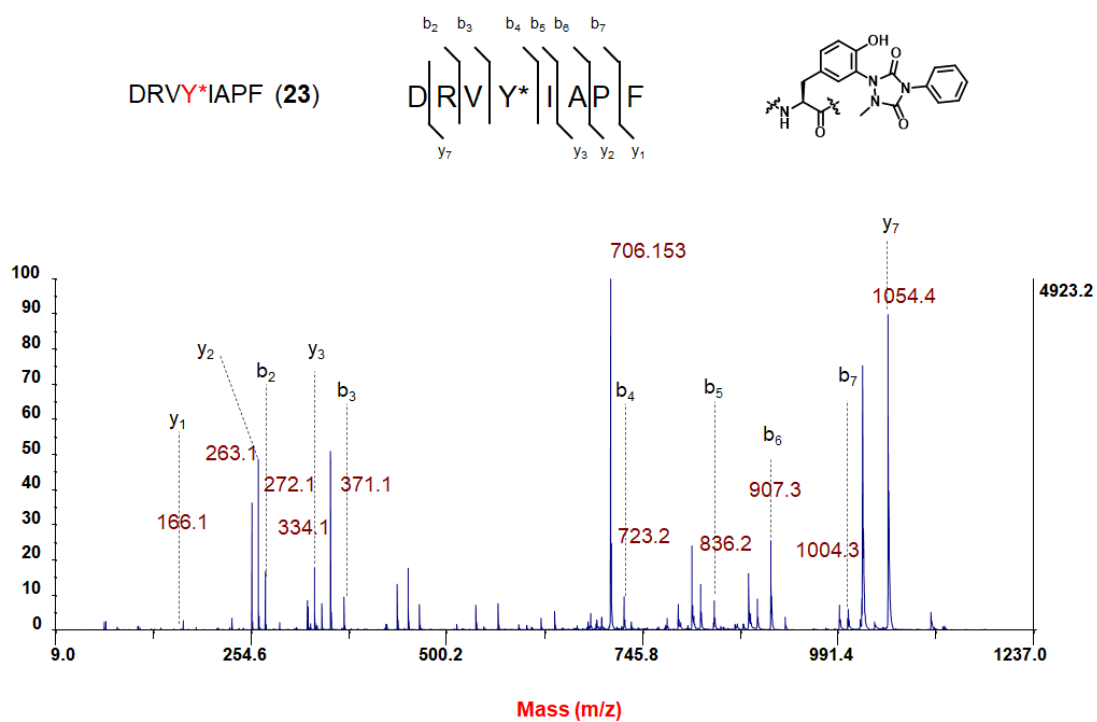 b2 b3 b4 b5 b6 b7
DRVY*IAPF (23)
D R V Y* I A P F
y7 y3 y2 y1
OH
O
N
N
N
N
H
O
O
y7
706.153
1054.4
4923.2
y2
b2
y3
b3
b4
b5
b7
y1
b6
263.1
272.1
371.1
907.3
166.1
334.1
723.2
836.2
1004.3
100
90
80
70
60
50
40
30
20
10
0
9.0 254.6 500.2 745.8 991.4 1237.0
Mass (m/z)